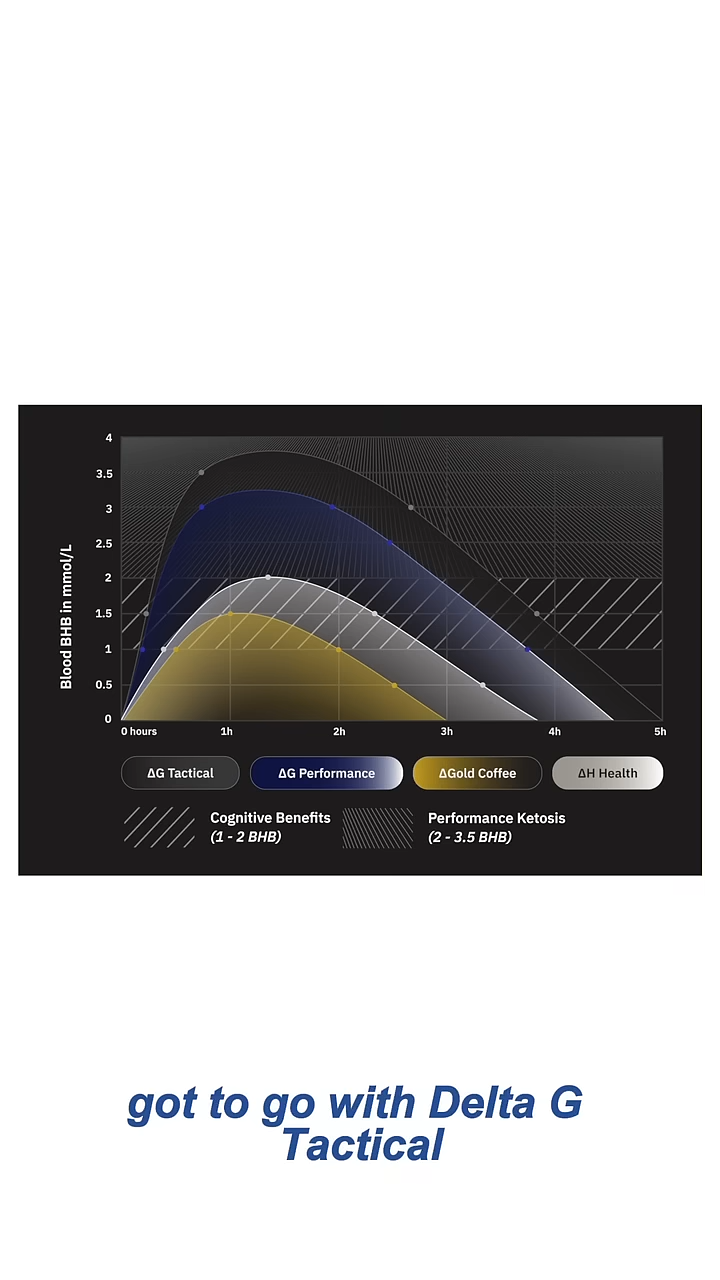 4
3.5
3
2.5
2
1.5
1
0.5
0
Blood BHB in mmol/L
0 hours 1h 2h 3h 4h 5h
ΔG Tactical ΔG Performance ΔGold Coffee ΔH Health
Cognitive Benefits Performance Ketosis
(1 - 2 BHB) (2 - 3.5 BHB)
got to go with Delta G
Tactical